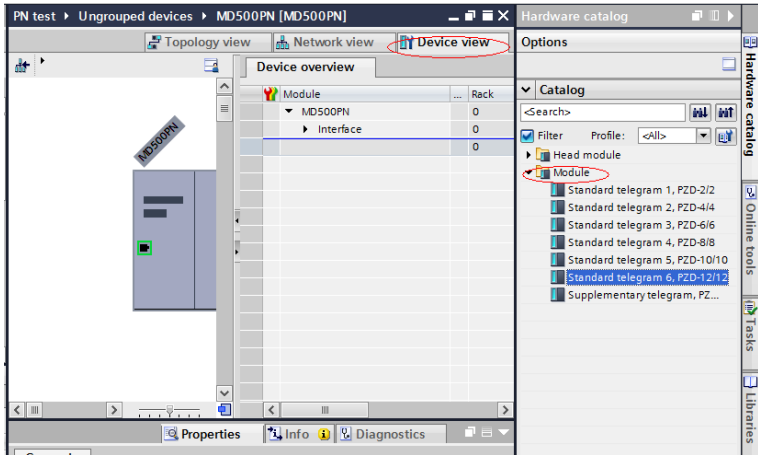 PN test ▸ Ungrouped devices ▸ MD500PN [MD500PN]
Topology view
Network view
Device view
Device overview
Module
...
Rack
MD500PN
0
Interface
0
0
MD500PN
Properties
Info
Diagnostics
Hardware catalog
Options
Catalog
<Search>
Filter
Profile:
<All>
Head module
Module
Standard telegram 1, PZD-2/2
Standard telegram 2, PZD-4/4
Standard telegram 3, PZD-6/6
Standard telegram 4, PZD-8/8
Standard telegram 5, PZD-10/10
Standard telegram 6, PZD-12/12
Supplementary telegram, PZ...
Hardware catalog
Online tools
Tasks
Libraries